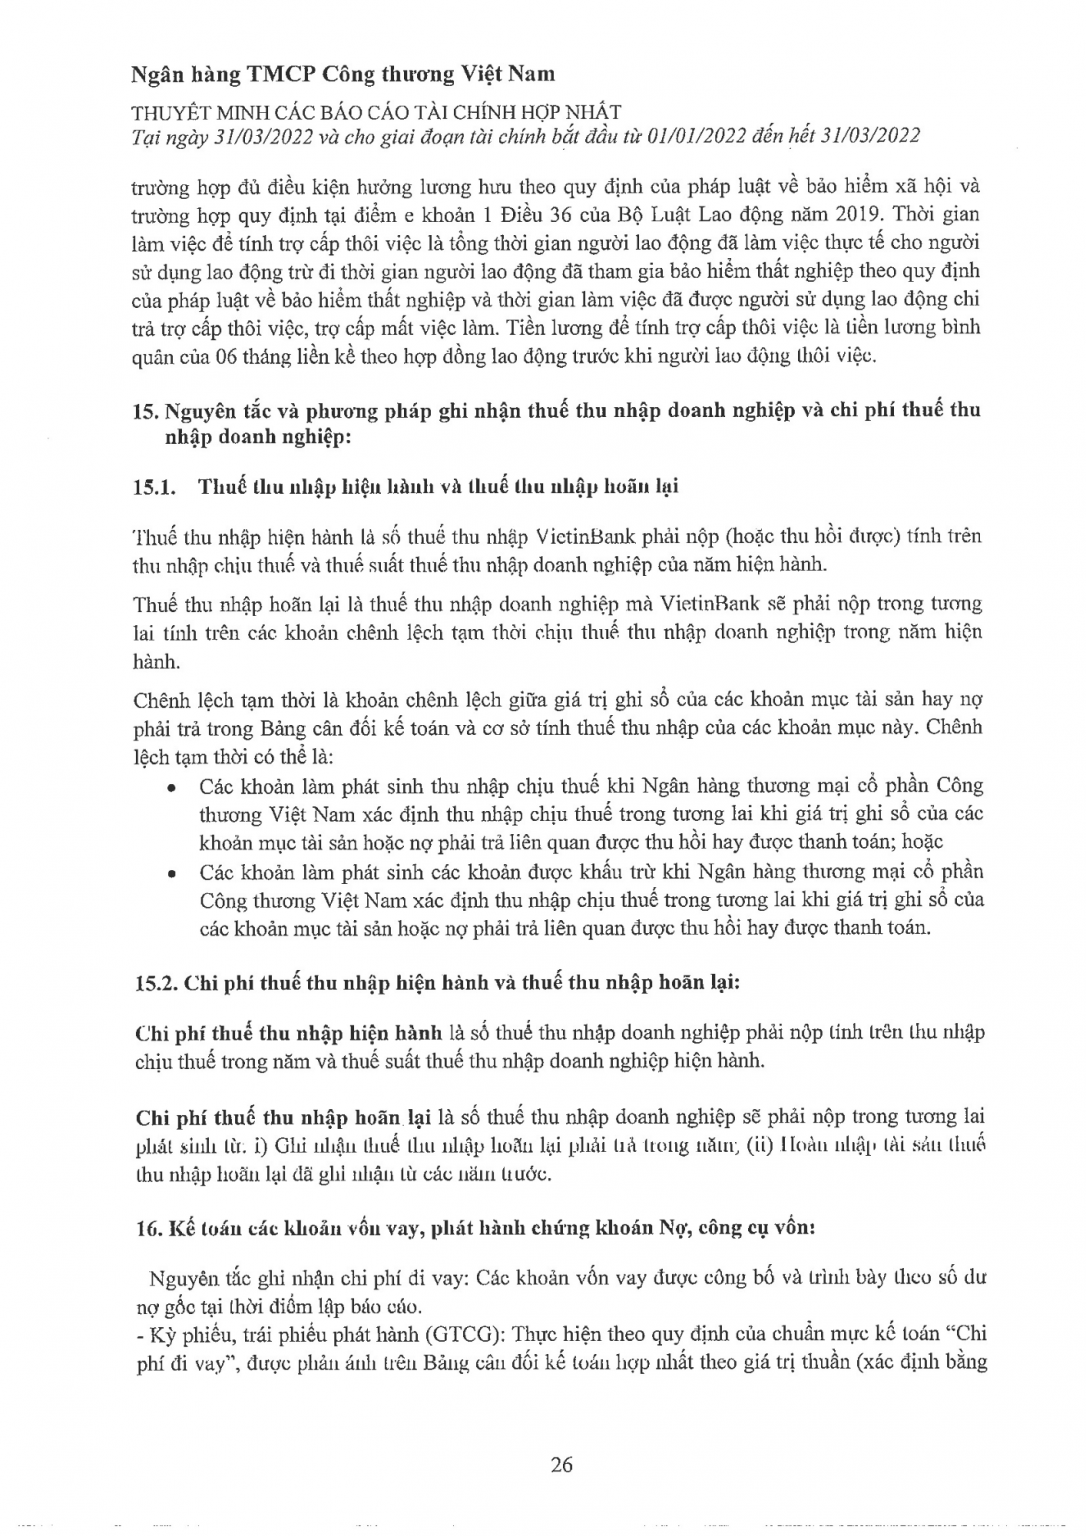 Ngân hàng TMCP Công thương Việt Nam
THUYẾT MINH CÁC BÁO CÁO TÀI CHÍNH HỢP NHẤT
Tại ngày 31/03/2022 và cho giai đoạn tài chính bắt đầu từ 01/01/2022 đến hết 31/03/2022
trường hợp đủ điều kiện hưởng lương hưu theo quy định của pháp luật về bảo hiểm xã hội và
trường hợp quy định tại điểm e khoản 1 Điều 36 của Bộ Luật Lao động năm 2019. Thời gian
làm việc để tính trợ cấp thôi việc là tổng thời gian người lao động đã làm việc thực tế cho người
sử dụng lao động trừ đi thời gian người lao động đã tham gia bảo hiểm thất nghiệp theo quy định
của pháp luật về bảo hiểm thất nghiệp và thời gian làm việc đã được người sử dụng lao động chi
trả trợ cấp thôi việc, trợ cấp mất việc làm. Tiền lương để tính trợ cấp thôi việc là tiền lương bình
quân của 06 tháng liền kề theo hợp đồng lao động trước khi người lao động thôi việc.
15. Nguyên tắc và phương pháp ghi nhận thuế thu nhập doanh nghiệp và chi phí thuế thu
nhập doanh nghiệp:
15.1. Thuế thu nhập hiện hành và thuế thu nhập hoãn lại
Thuế thu nhập hiện hành là số thuế thu nhập VietinBank phải nộp (hoặc thu hồi được) tính trên
thu nhập chịu thuế và thuế suất thuế thu nhập doanh nghiệp của năm hiện hành.
Thuế thu nhập hoãn lại là thuế thu nhập doanh nghiệp mà VietinBank sẽ phải nộp trong tương
lai tính trên các khoản chênh lệch tạm thời chịu thuế thu nhập doanh nghiệp trong năm hiện
hành.
Chênh lệch tạm thời là khoản chênh lệch giữa giá trị ghi sổ của các khoản mục tài sản hay nợ
phải trả trong Bảng cân đối kế toán và cơ sở tính thuế thu nhập của các khoản mục này. Chênh
lệch tạm thời có thể là:
• Các khoản làm phát sinh thu nhập chịu thuế khi Ngân hàng thương mại cổ phần Công
thương Việt Nam xác định thu nhập chịu thuế trong tương lai khi giá trị ghi sổ của các
khoản mục tài sản hoặc nợ phải trả liên quan được thu hồi hay được thanh toán; hoặc
• Các khoản làm phát sinh các khoản được khấu trừ khi Ngân hàng thương mại cổ phần
Công thương Việt Nam xác định thu nhập chịu thuế trong tương lai khi giá trị ghi sổ của
các khoản mục tài sản hoặc nợ phải trả liên quan được thu hồi hay được thanh toán.
15.2. Chi phí thuế thu nhập hiện hành và thuế thu nhập hoãn lại:
Chi phí thuế thu nhập hiện hành là số thuế thu nhập doanh nghiệp phải nộp tính trên thu nhập
chịu thuế trong năm và thuế suất thuế thu nhập doanh nghiệp hiện hành.
Chi phí thuế thu nhập hoãn lại là số thuế thu nhập doanh nghiệp sẽ phải nộp trong tương lai
phát sinh từ: i) Ghi nhận thuế thu nhập hoãn lại phải trả trong năm; (ii) Hoàn nhập tài sản thuế
thu nhập hoãn lại đã ghi nhận từ các năm trước.
16. Kế toán các khoản vốn vay, phát hành chứng khoán Nợ, công cụ vốn:
Nguyên tắc ghi nhận chi phí đi vay: Các khoản vốn vay được công bố và trình bày theo số dư
nợ gốc tại thời điểm lập báo cáo.
- Kỳ phiếu, trái phiếu phát hành (GTCG): Thực hiện theo quy định của chuẩn mực kế toán “Chi
phí đi vay”, được phản ánh trên Bảng cân đối kế toán hợp nhất theo giá trị thuần (xác định bằng
26